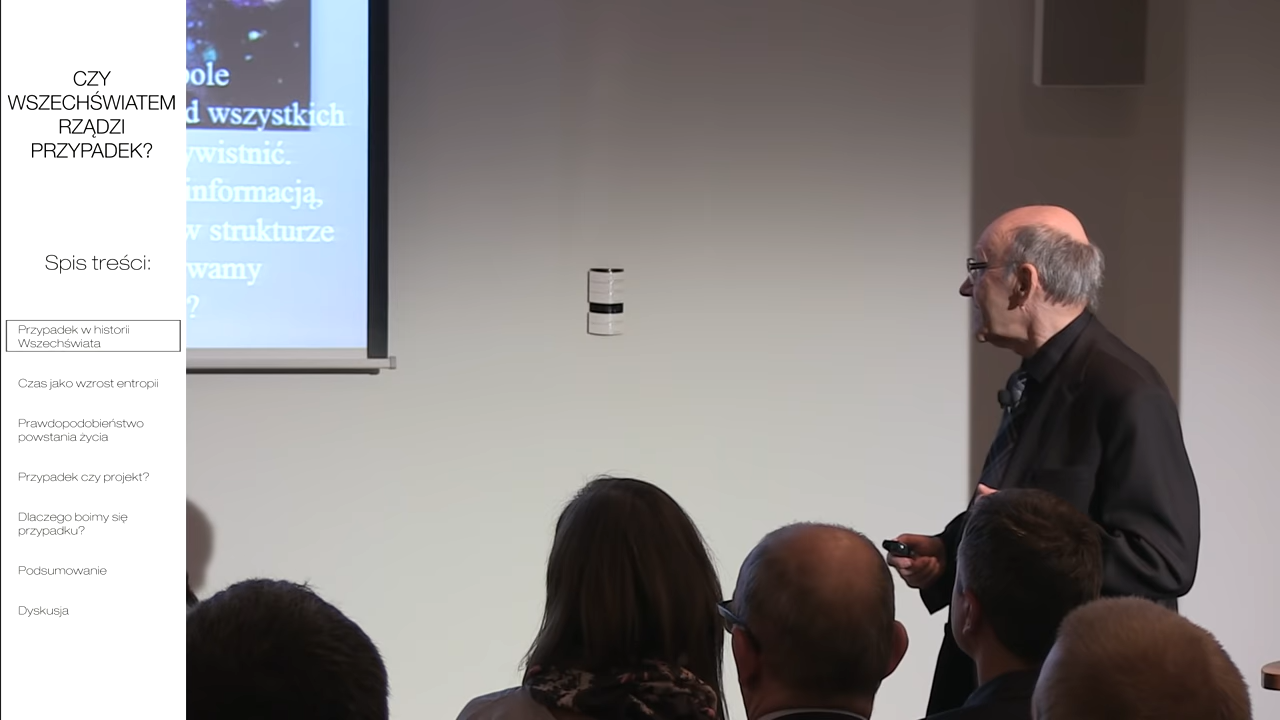 CZY
WSZECHŚWIATEM
RZĄDZI
PRZYPADEK?
Spis treści:
Przypadek w historii
Wszechświata
Czas jako wzrost entropii
Prawdopodobieństwo
powstania życia
Przypadek czy projekt?
Dlaczego boimy się
przypadku?
Podsumowanie
Dyskusja
pole
d wszystkich
ywistnić.
informacją,
w strukturze
wamy
?